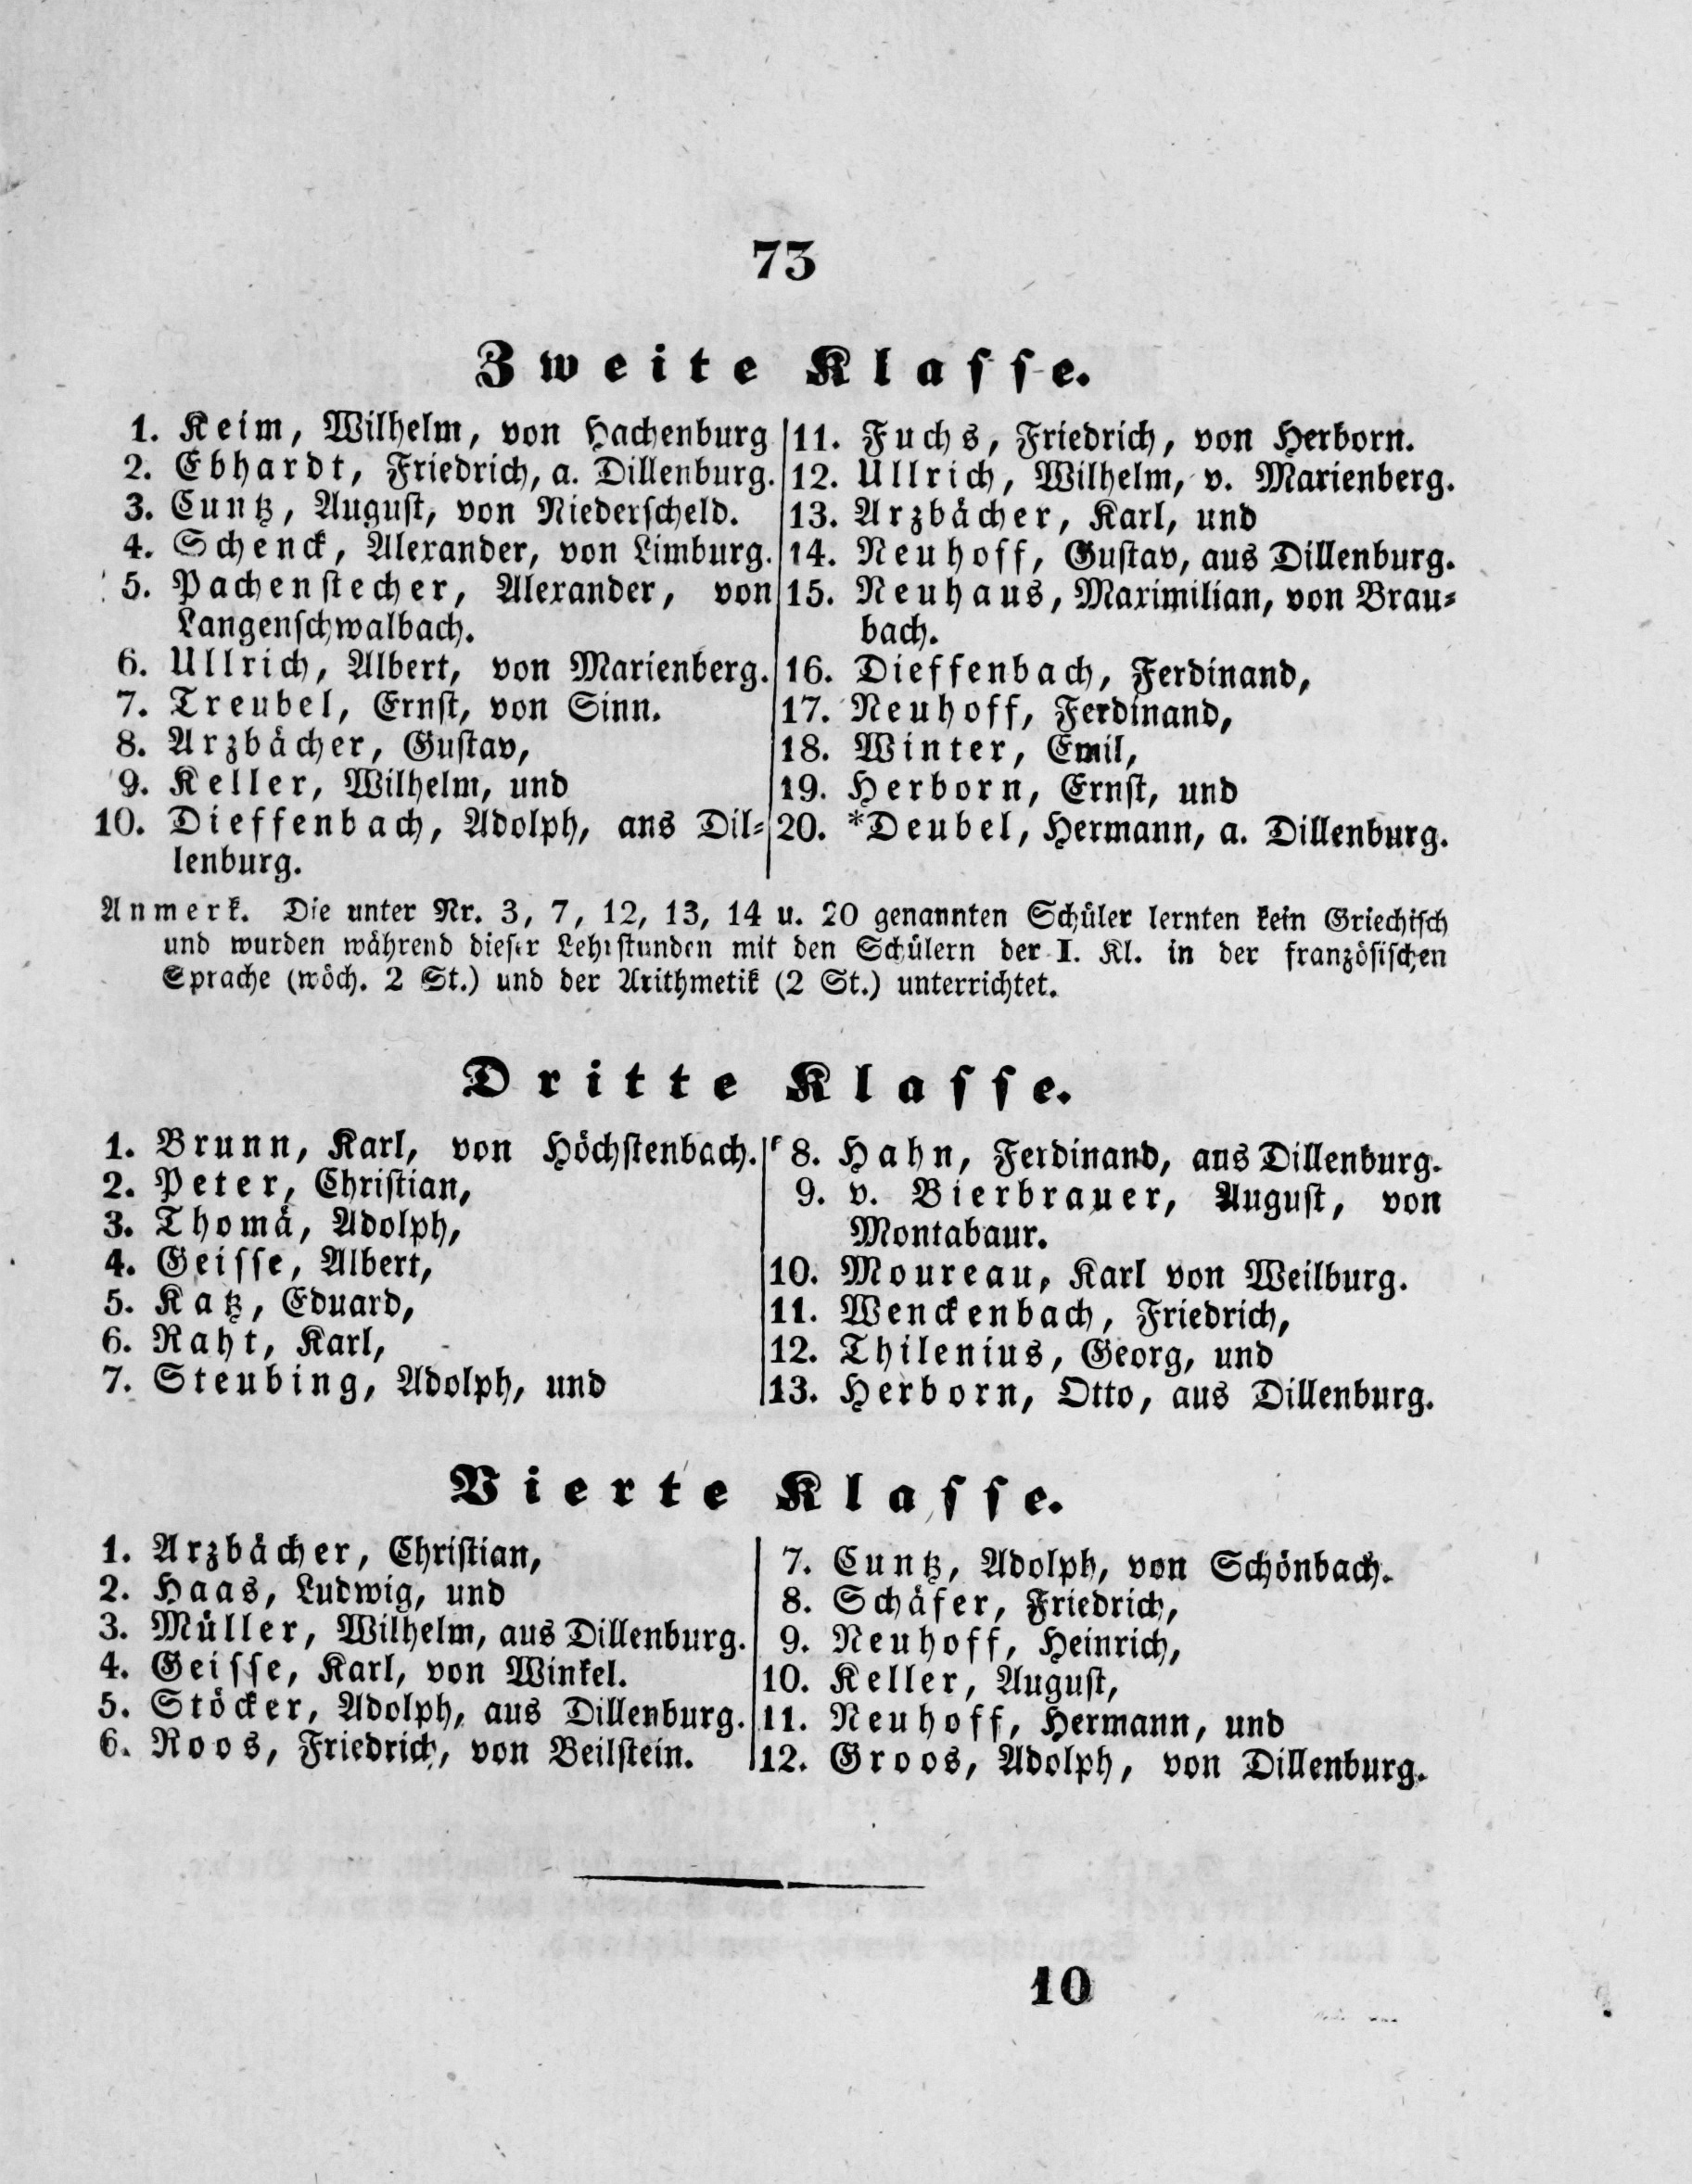 73
Zweite Klasse.
1. Keim, Wilhelm, von Hachenburg
2. Ebhardt, Friedrich, a. Dillenburg.
3. Cuntz, August, von Niederscheld.
4. Schenck, Alexander, von Limburg.
5. Pachenstecher, Alexander, von
Langenschwalbach.
6. Ullrich, Albert, von Marienberg.
7. Treubel, Ernst, von Sinn.
8. Arzbächer, Gustav,
9. Keller, Wilhelm, und
10. Dieffenbach, Adolph, aus Dil-
lenburg.
11. Fuchs, Friedrich, von Herborn.
12. Ullrich, Wilhelm, v. Marienberg.
13. Arzbächer, Karl, und
14. Neuhoff, Gustav, aus Dillenburg.
15. Neuhaus, Maximilian, von Brau-
bach.
16. Dieffenbach, Ferdinand,
17. Neuhoff, Ferdinand,
18. Winter, Emil,
19. Herborn, Ernst, und
20. *Deubel, Hermann, a. Dillenburg.
Anmerk. Die unter Nr. 3, 7, 12, 13, 14 u. 20 genannten Schüler lernten kein Griechisch
und wurden während dieser Lehrstunden mit den Schülern der I. Kl. in der französischen
Sprache (wöch. 2 St.) und der Arithmetik (2 St.) unterrichtet.
Dritte Klasse.
1. Brunn, Karl, von Höchstenbach.
2. Peter, Christian,
3. Thomä, Adolph,
4. Geisse, Albert,
5. Katz, Eduard,
6. Raht, Karl,
7. Steubing, Adolph, und
8. Hahn, Ferdinand, aus Dillenburg.
9. v. Bierbrauer, August, von
Montabaur.
10. Moureau, Karl von Weilburg.
11. Wenckenbach, Friedrich,
12. Thilenius, Georg, und
13. Herborn, Otto, aus Dillenburg.
Vierte Klasse.
1. Arzbächer, Christian,
2. Haas, Ludwig, und
3. Müller, Wilhelm, aus Dillenburg.
4. Geisse, Karl, von Winkel.
5. Stöcker, Adolph, aus Dillenburg.
6. Roos, Friedrich, von Beilstein.
7. Cuntz, Adolph, von Schönbach.
8. Schäfer, Friedrich,
9. Neuhoff, Heinrich,
10. Keller, August,
11. Neuhoff, Hermann, und
12. Groos, Adolph, von Dillenburg.
10